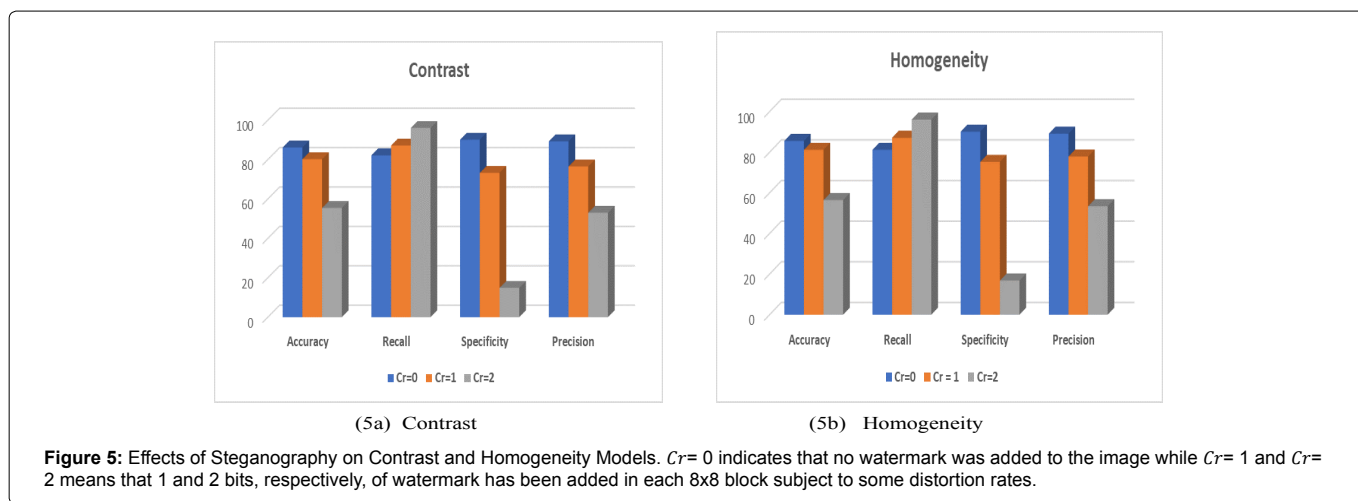 Contrast
100
80
60
40
20
0
Accuracy Recall Specificity Precision
Cr=0 Cr=1 Cr=2
(5a) Contrast
Homogeneity
100
80
60
40
20
0
Accuracy Recall Specificity Precision
Cr=0 Cr = 1 Cr=2
(5b) Homogeneity
Figure 5: Effects of Steganography on Contrast and Homogeneity Models. Cr= 0 indicates that no watermark was added to the image while Cr= 1 and Cr=
2 means that 1 and 2 bits, respectively, of watermark has been added in each 8x8 block subject to some distortion rates.